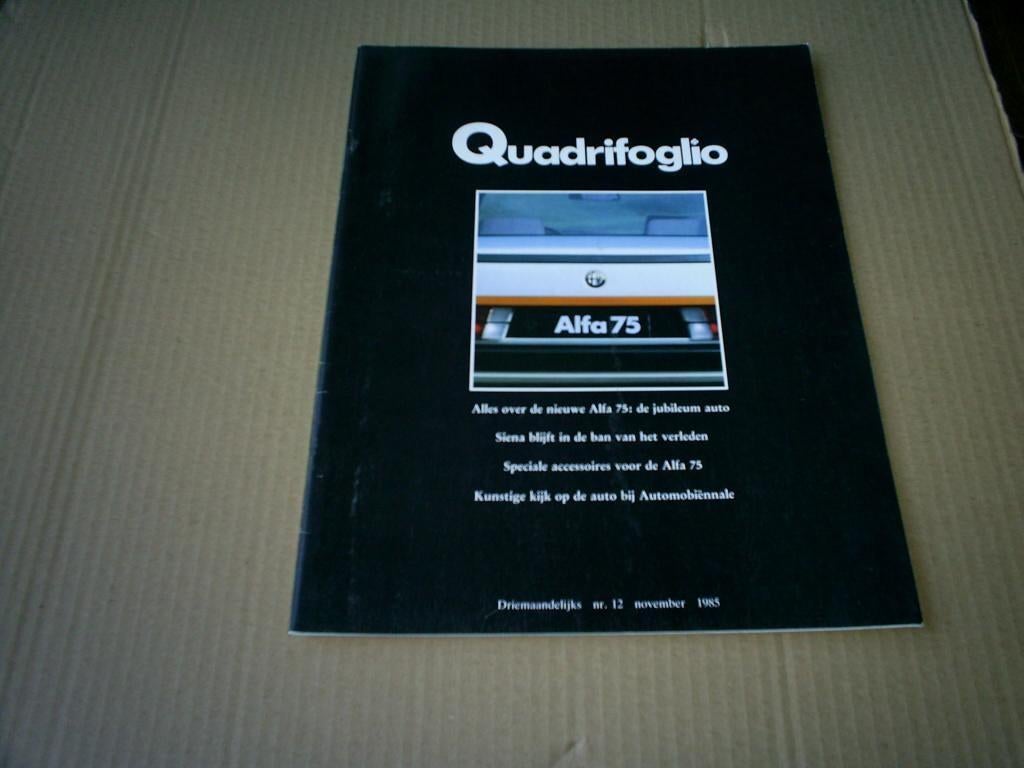 Quadrifoglio
Alfa 75
Alles over de nieuwe Alfa 75: de jubileum auto
Siena blijft in de ban van het verleden
Speciale accessoires voor de Alfa 75
Kunstige kijk op de auto bij Automobiënnale
Driemaandelijks nr. 12 november 1985